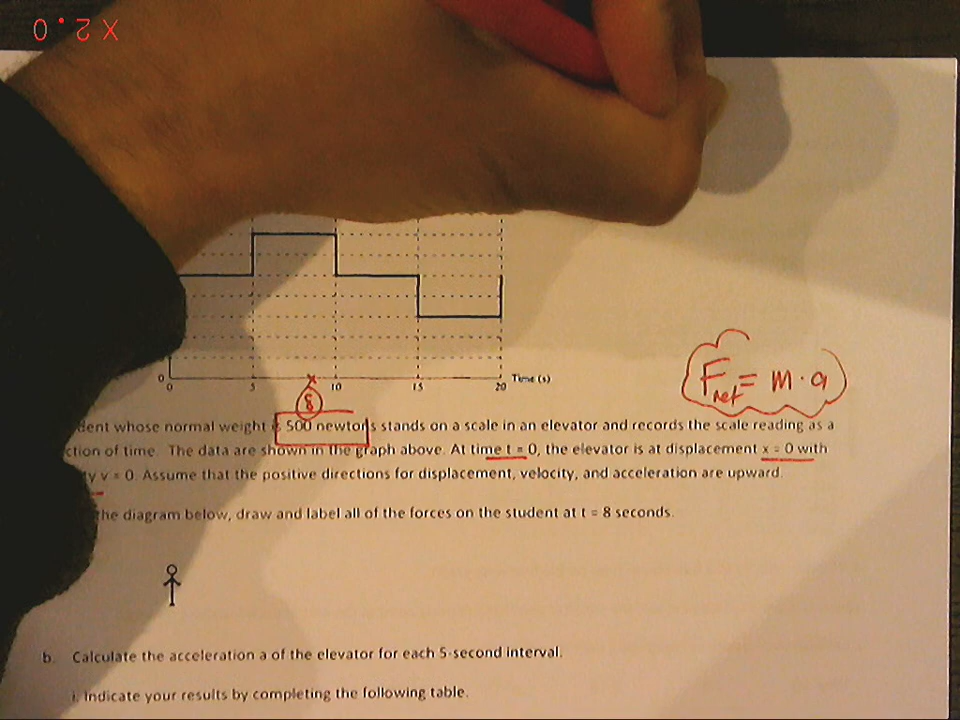 x 2.0
0
0 5 10 15 20 Time (s)
8
F net = m · a
dent whose normal weight is 500 newtons stands on a scale in an elevator and records the scale reading as a
ction of time. The data are shown in the graph above. At time t = 0, the elevator is at displacement x = 0 with
ty v = 0. Assume that the positive directions for displacement, velocity, and acceleration are upward.
the diagram below, draw and label all of the forces on the student at t = 8 seconds.
b. Calculate the acceleration a of the elevator for each 5-second interval.
i. Indicate your results by completing the following table.